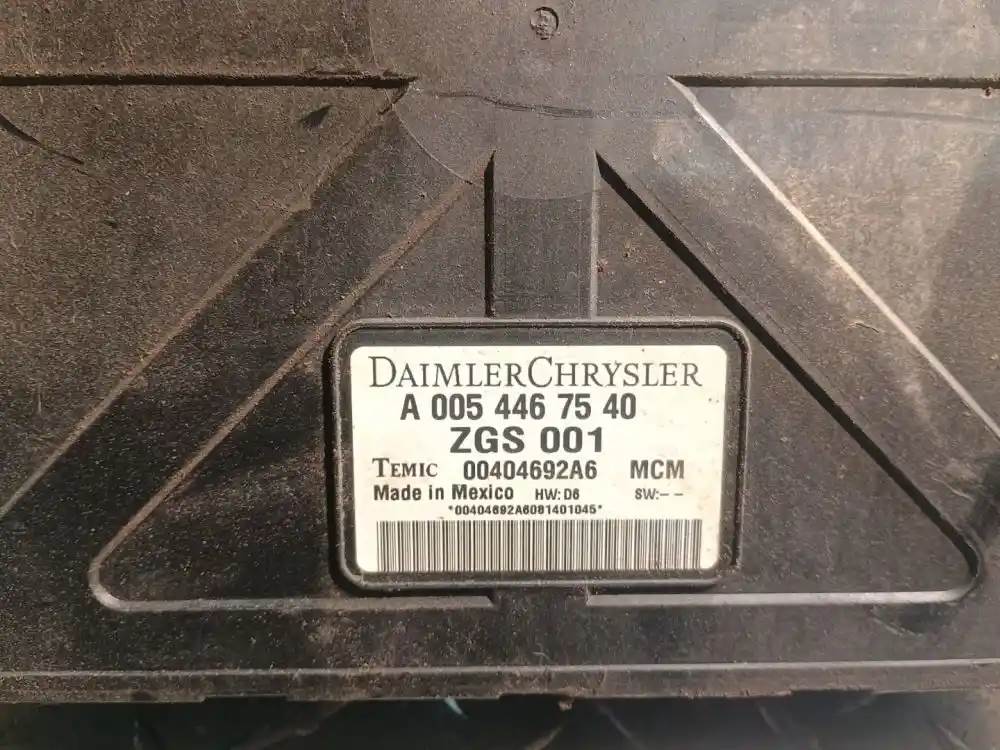 DAIMLERCHRYSLER
A 005 446 75 40
ZGS 001
TEMIC 00404692A6 MCM
Made in Mexico HW: D6 SW:- -
*00404692A6081401045*